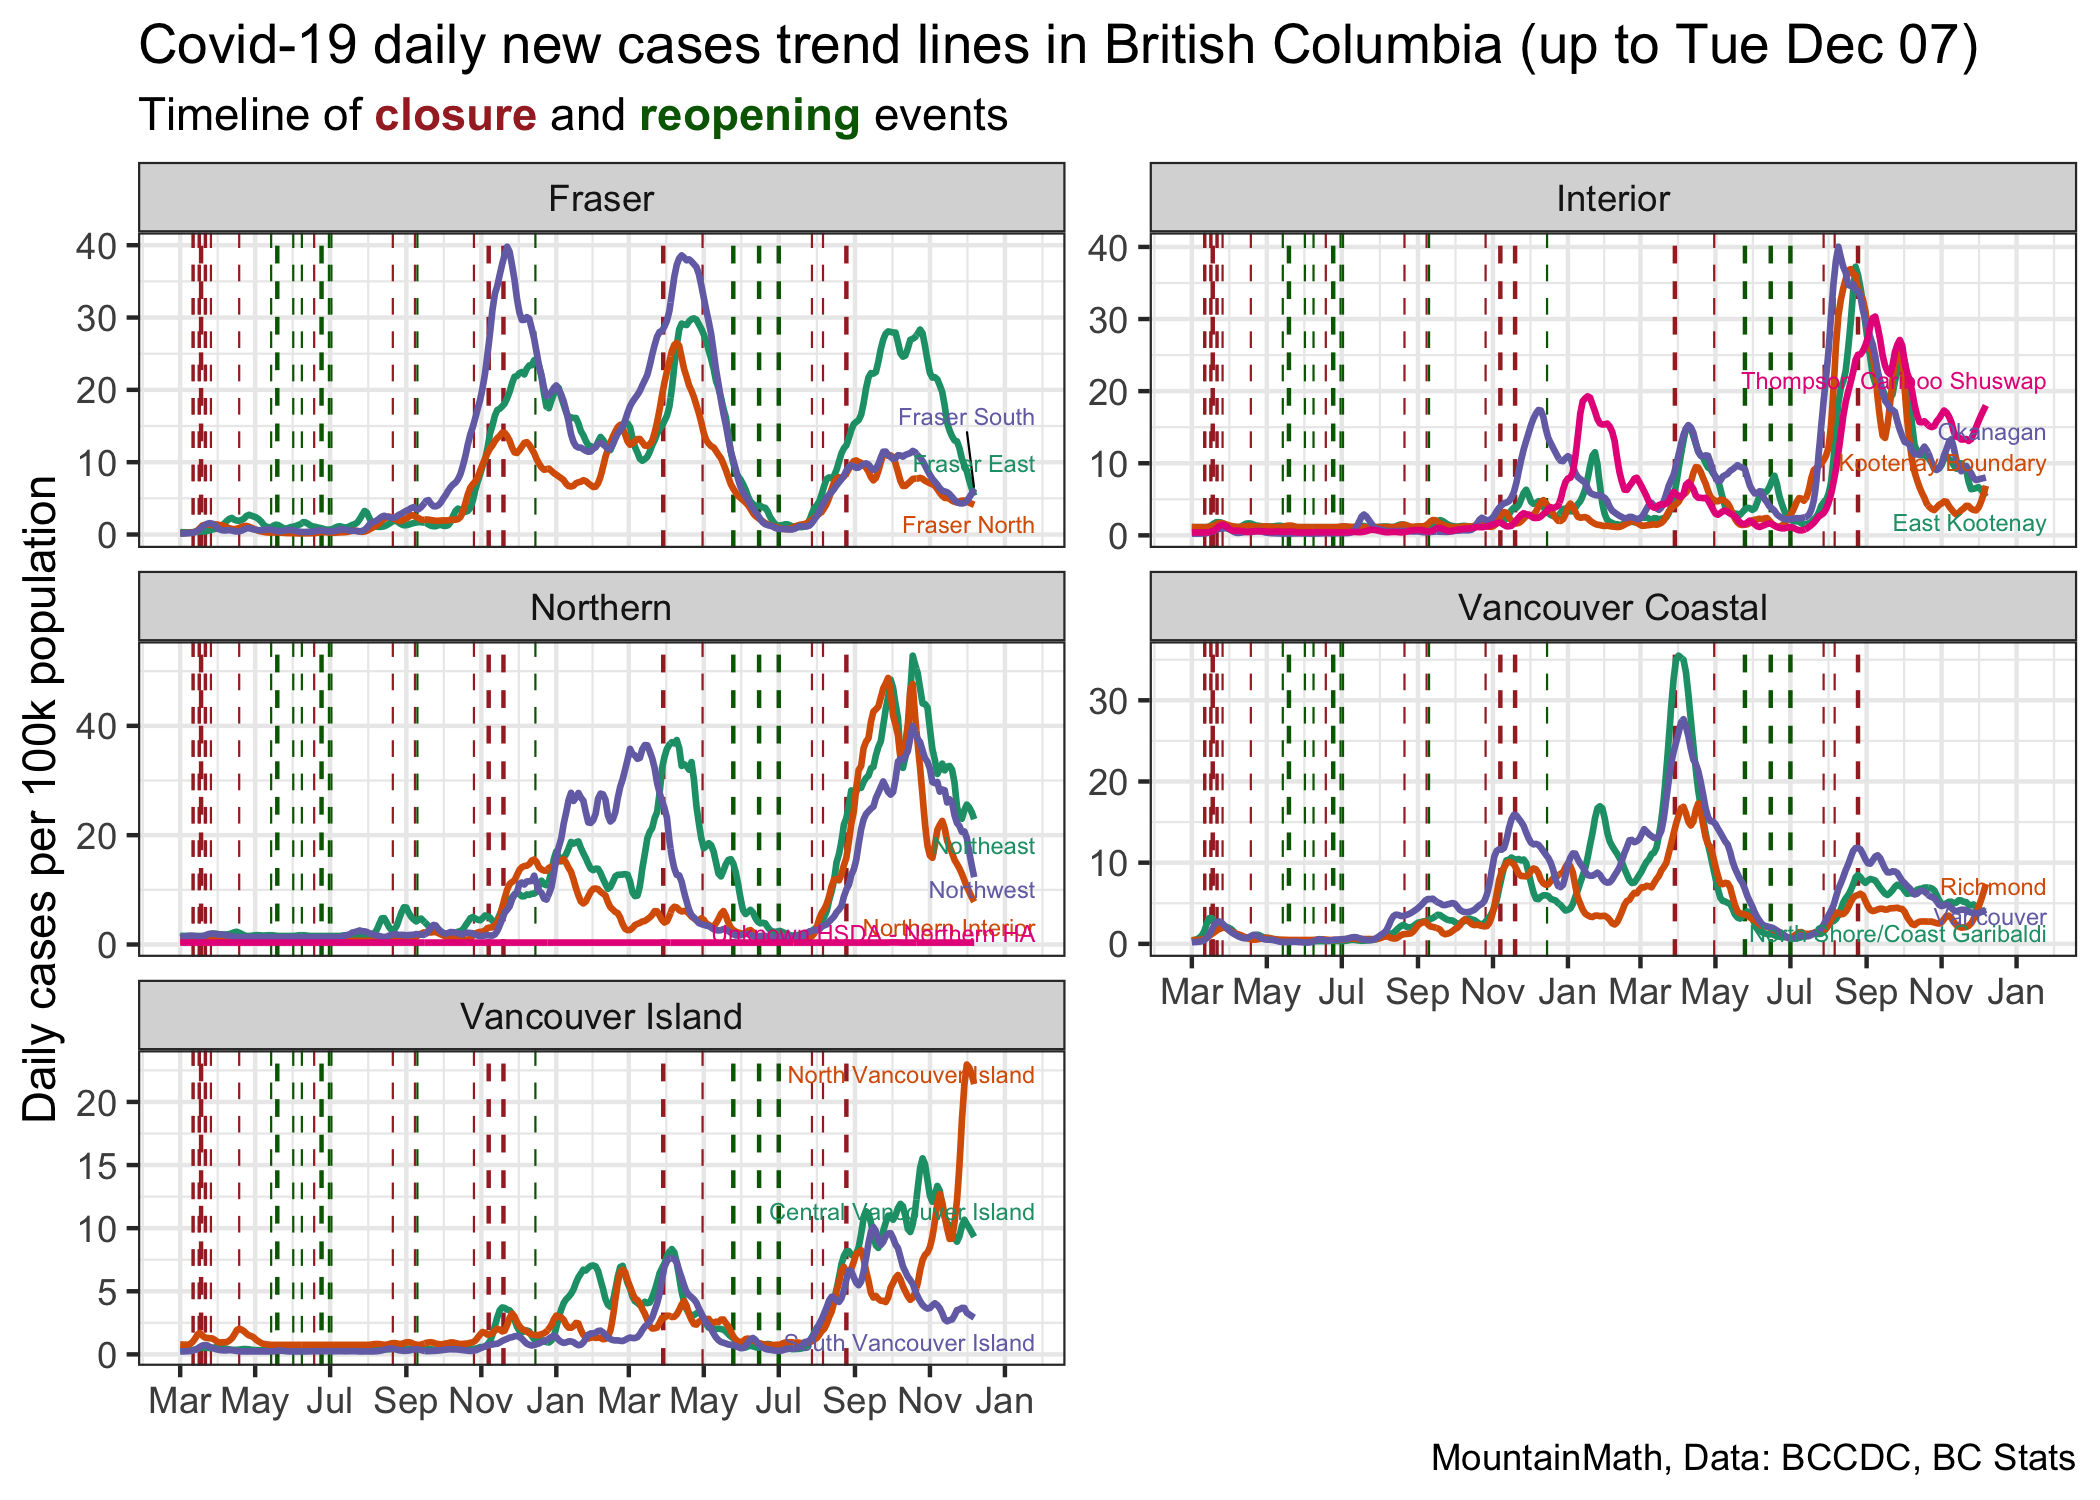 Covid-19 daily new cases trend lines in British Columbia (up to Tue Dec 07)
Timeline of closure and reopening events
Daily cases per 100k population
Fraser
40
30
20
10
0
Fraser South
Fraser East
Fraser North
Interior
40
30
20
10
0
Thompson Cariboo Shuswap
Okanagan
Kootenay Boundary
East Kootenay
Northern
40
20
0
Northeast
Northwest
Northern Interior
Unknown HSDA - Northern HA
Vancouver Coastal
30
20
10
0
Richmond
Vancouver
North Shore/Coast Garibaldi
Mar May Jul Sep Nov Jan Mar May Jul Sep Nov Jan
Vancouver Island
20
15
10
5
0
North Vancouver Island
Central Vancouver Island
South Vancouver Island
Mar May Jul Sep Nov Jan Mar May Jul Sep Nov Jan
MountainMath, Data: BCCDC, BC Stats